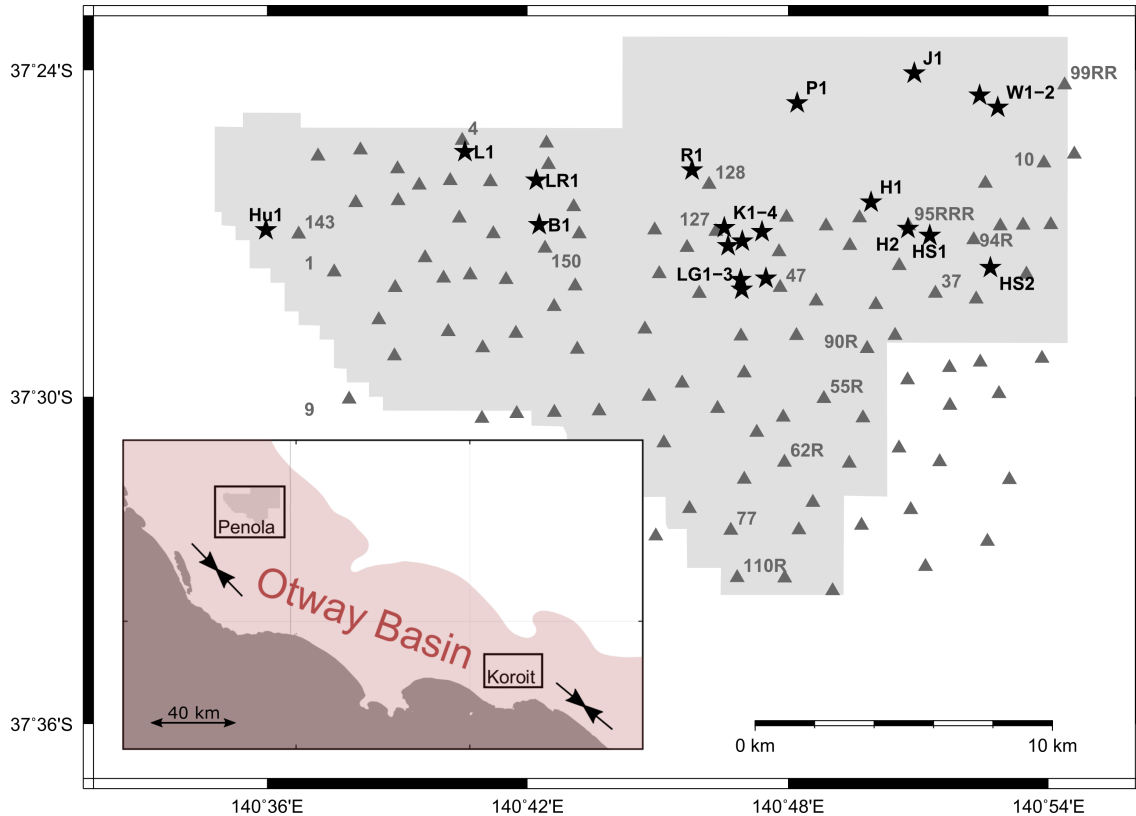 37°24'S
J1
99RR
P1
W1−2
4
L1
R1
10
LR1
128
H1
Hu1
143
K1−4
95RRR
127
B1
H2
94R
HS1
1
150
LG1−3
47
37
HS2
90R
37°30'S
9
55R
62R
77
110R
Penola
Otway Basin
Koroit
40 km
37°36'S
0 km
10 km
140°36'E
140°42'E
140°48'E
140°54'E